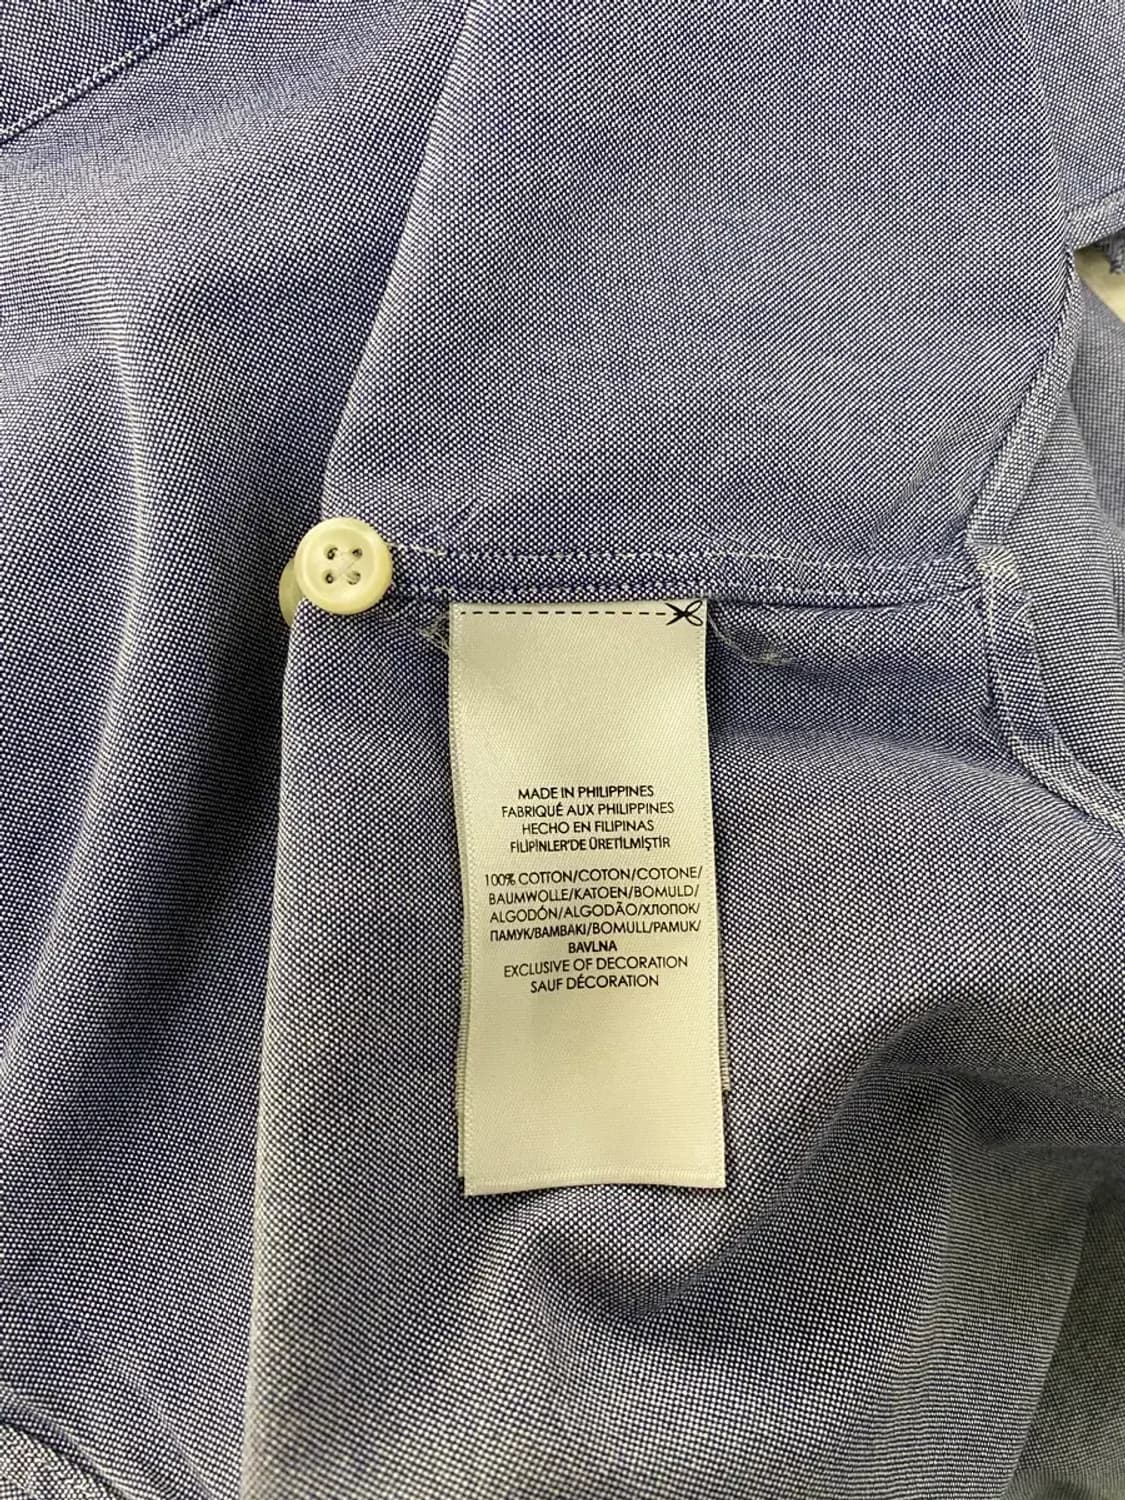 MADE IN PHILIPPINES
FABRIQUÉ AUX PHILIPPINES
HECHO EN FILIPINAS
FİLİPİNLER'DE ÜRETİLMİŞTİR
100% COTTON/COTON/COTONE/
BAUMWOLLE/KATOEN/BOMULD/
ALGODÓN/ALGODÃO/ХЛОПОК/
ПАМУК/BAMBAKI/BOMULL/PAMUK/
BAVLNA
EXCLUSIVE OF DECORATION
SAUF DÉCORATION